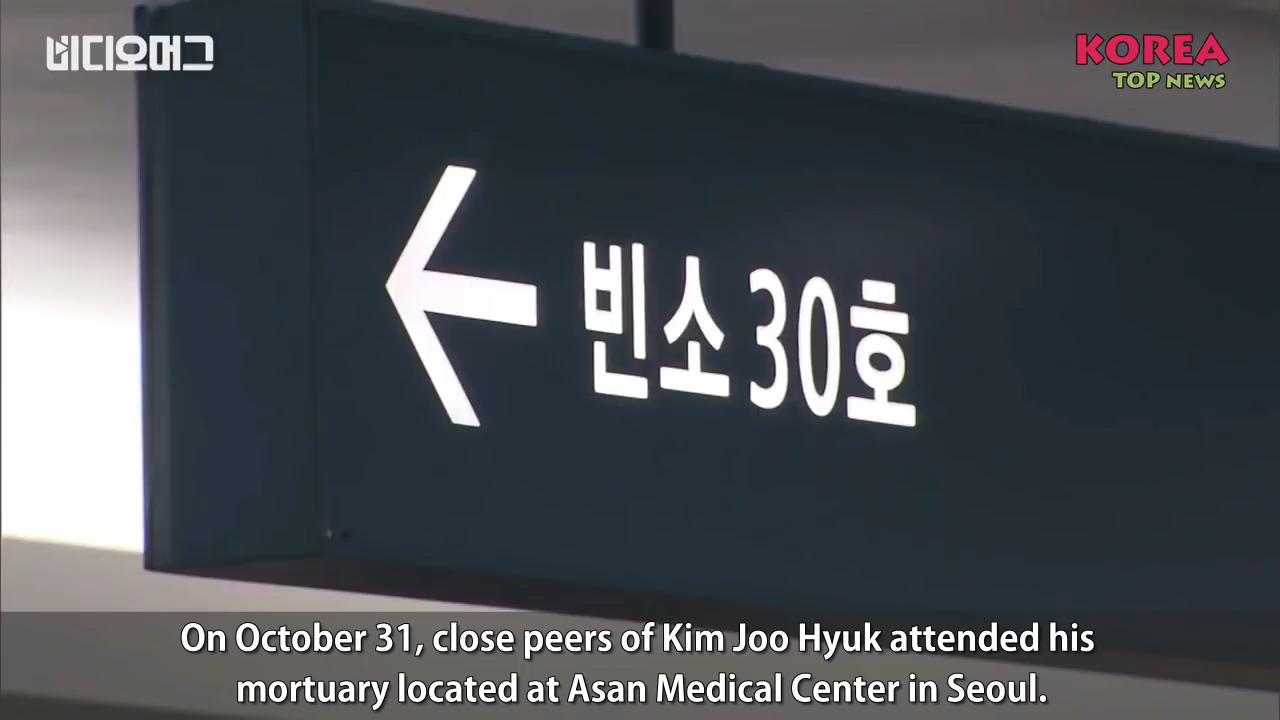 비디오머그
KOREA
TOP NEWS
빈소 30호
On October 31, close peers of Kim Joo Hyuk attended his
mortuary located at Asan Medical Center in Seoul.